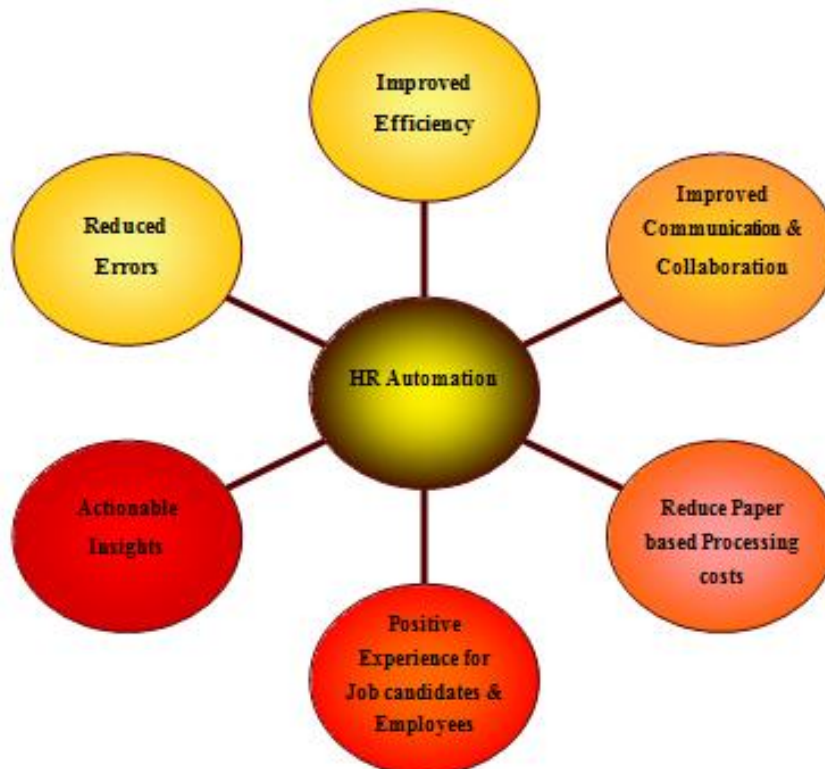 Improved
Efficiency
Improved
Communication &
Collaboration
Reduced
Errors
HR Automation
Actionable
Insights
Reduce Paper
based Processing
costs
Positive
Experience for
Job candidates &
Employees